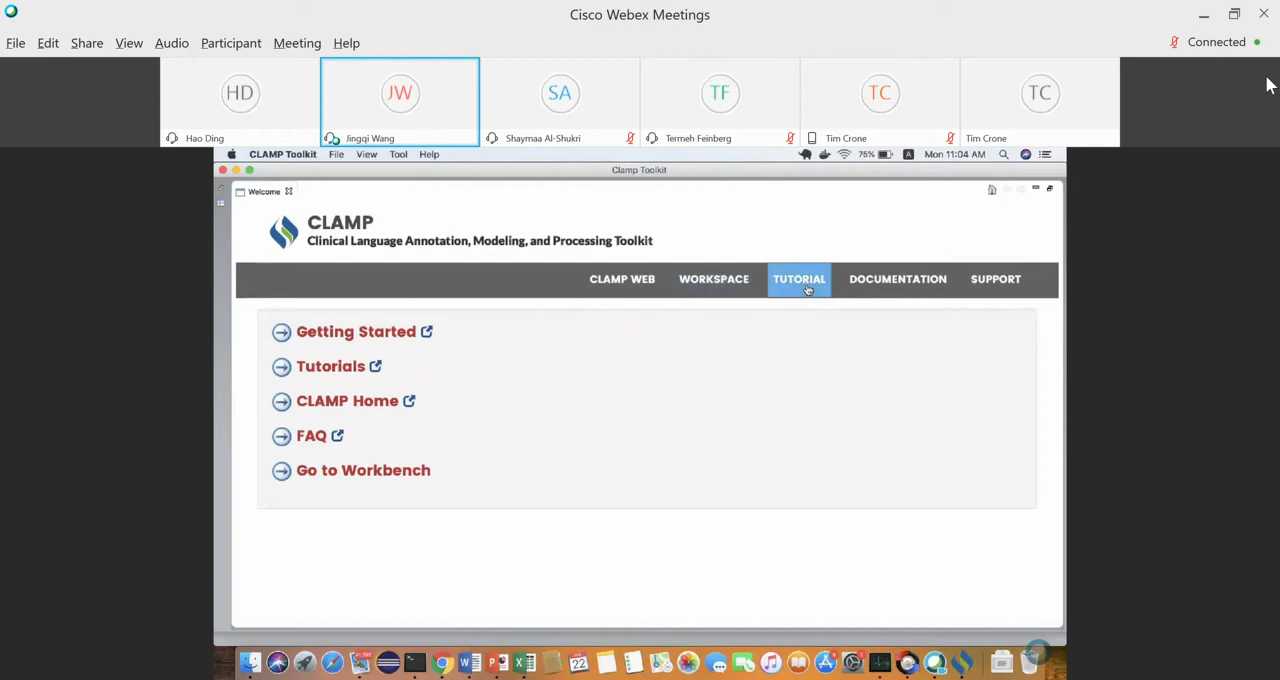 Cisco Webex Meetings
File Edit Share View Audio Participant Meeting Help
Connected
HD JW SA TF TC TC
Hao Ding Jingqi Wang Shaymaa Al-Shukri Termeh Feinberg Tim Crone Tim Crone
CLAMP Toolkit File View Tool Help
75% A Mon 11:04 AM
Clamp Toolkit
Welcome
CLAMP
Clinical Language Annotation, Modeling, and Processing Toolkit
CLAMP WEB WORKSPACE TUTORIAL DOCUMENTATION SUPPORT
Getting Started
Tutorials
CLAMP Home
FAQ
Go to Workbench
22